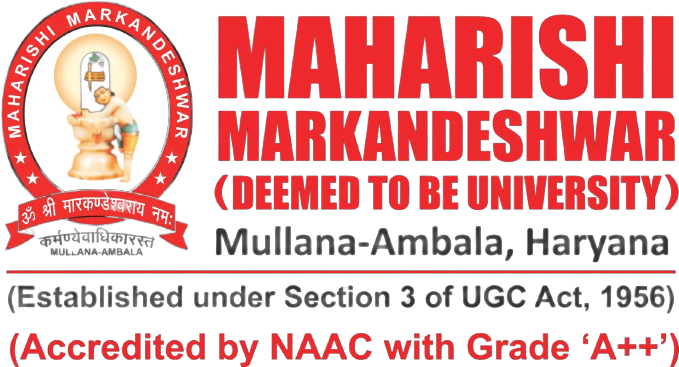 MAHARISHI MARKANDESHWAR
ॐ श्री मारकण्डेश्वराय नमः
कर्मण्येवाधिकारस्त
MULLANA-AMBALA
MAHARISHI
MARKANDESHWAR
(DEEMED TO BE UNIVERSITY)
Mullana-Ambala, Haryana
(Established under Section 3 of UGC Act, 1956)
(Accredited by NAAC with Grade ‘A++’)